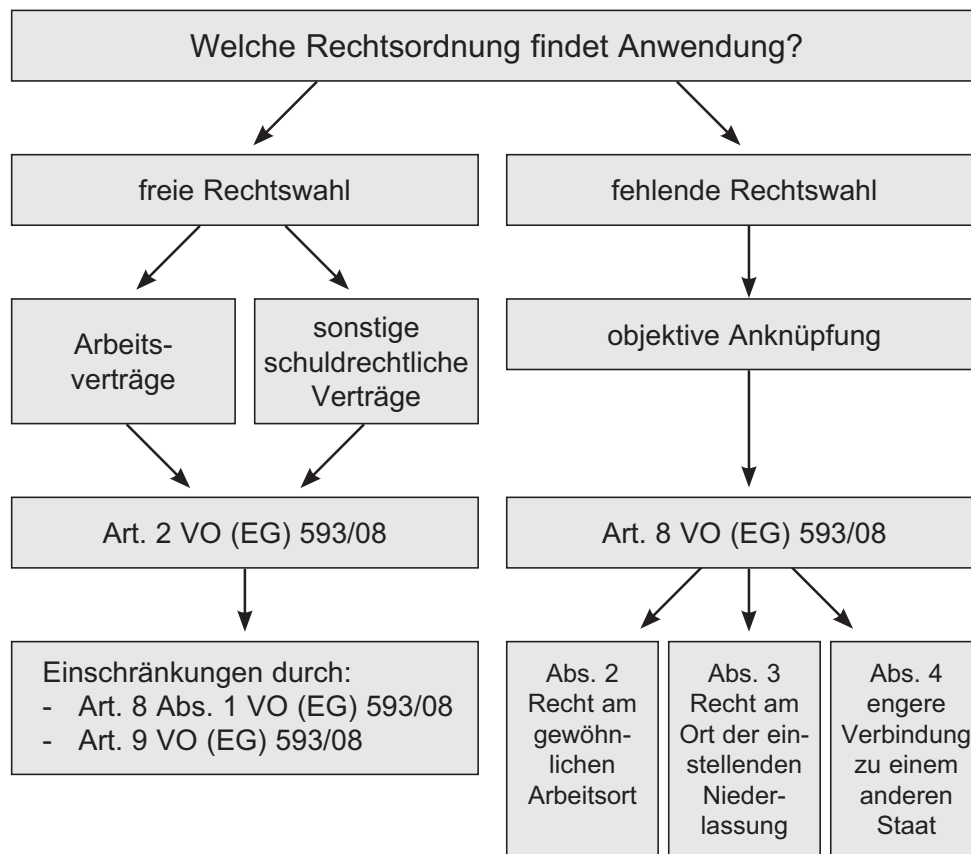 Welche Rechtsordnung findet Anwendung?
freie Rechtswahl
fehlende Rechtswahl
Arbeits-
verträge
sonstige
schuldrechtliche
Verträge
objektive Anknüpfung
Art. 2 VO (EG) 593/08
Art. 8 VO (EG) 593/08
Einschränkungen durch:
- Art. 8 Abs. 1 VO (EG) 593/08
- Art. 9 VO (EG) 593/08
Abs. 2
Recht am
gewöhn-
lichen
Arbeitsort
Abs. 3
Recht am
Ort der ein-
stellenden
Nieder-
lassung
Abs. 4
engere
Verbindung
zu einem
anderen
Staat